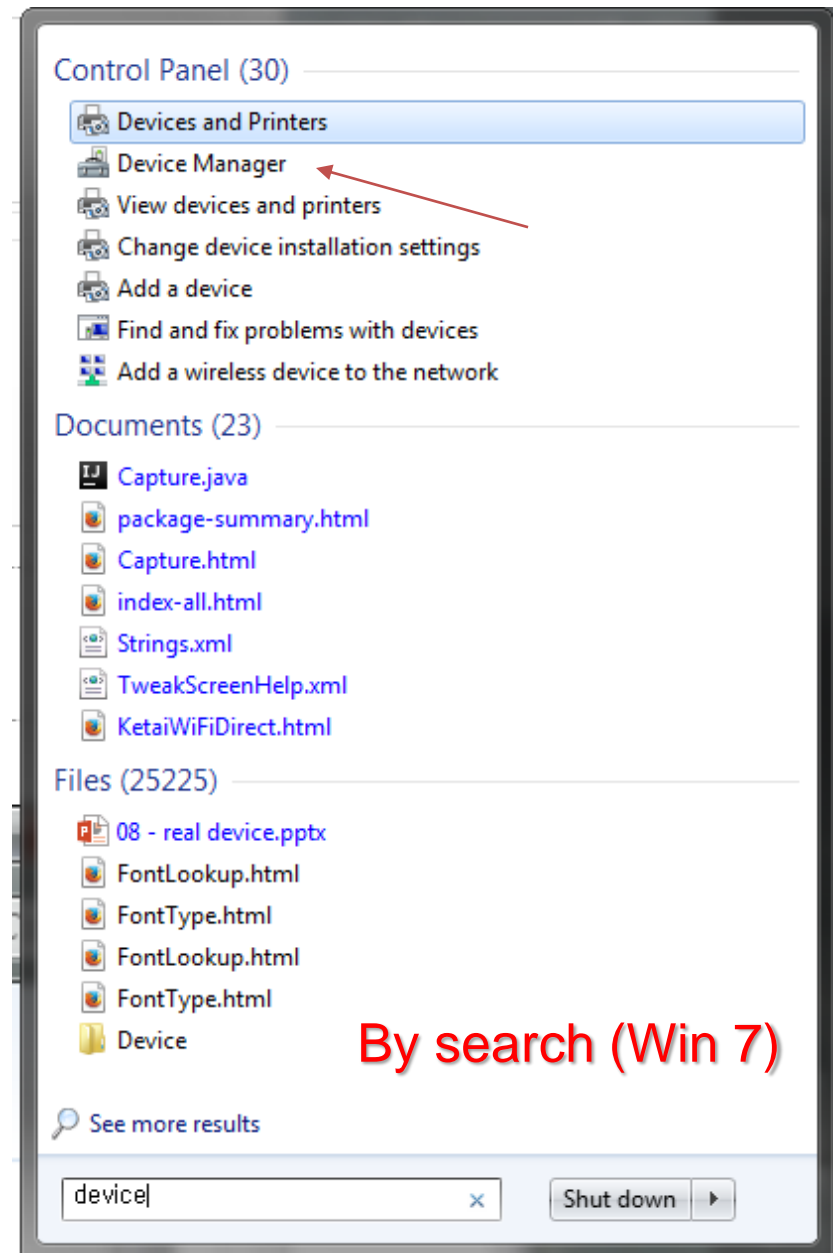 Control Panel (30)
Devices and Printers
Device Manager
View devices and printers
Change device installation settings
Add a device
Find and fix problems with devices
Add a wireless device to the network
Documents (23)
Capture.java
package-summary.html
Capture.html
index-all.html
Strings.xml
TweakScreenHelp.xml
KetaiWiFiDirect.html
Files (25225)
08 - real device.pptx
FontLookup.html
FontType.html
FontLookup.html
FontType.html
Device
By search (Win 7)
See more results
device
Shut down